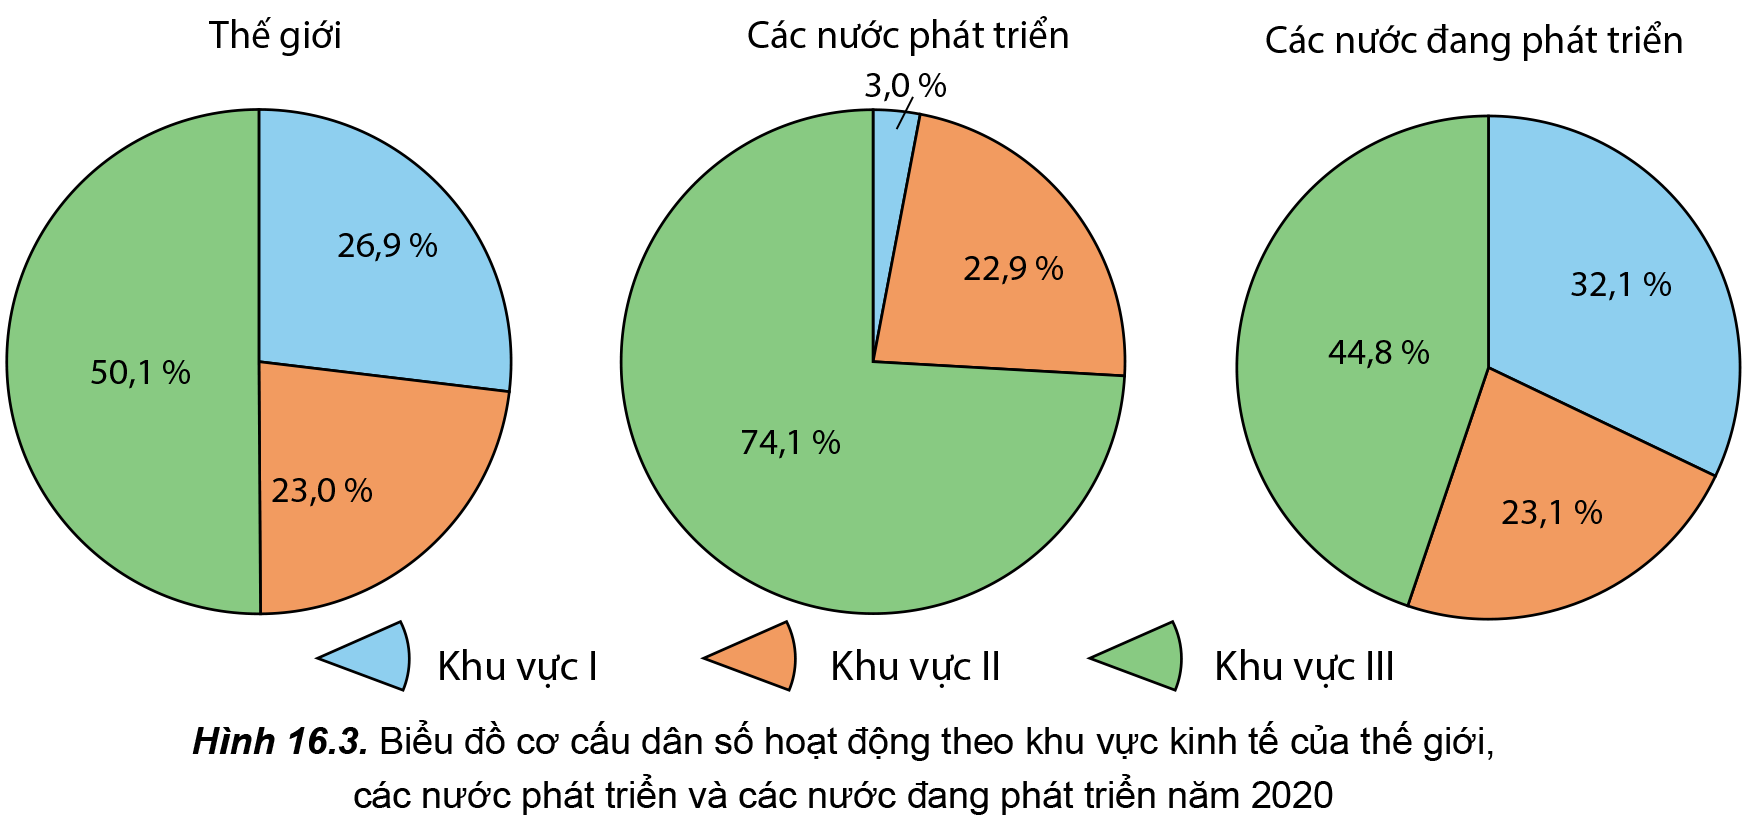 Thế giới
Các nước phát triển
Các nước đang phát triển
3,0 %
26,9 %
50,1 %
23,0 %
22,9 %
74,1 %
32,1 %
44,8 %
23,1 %
Khu vực I
Khu vực II
Khu vực III
Hình 16.3. Biểu đồ cơ cấu dân số hoạt động theo khu vực kinh tế của thế giới,
các nước phát triển và các nước đang phát triển năm 2020